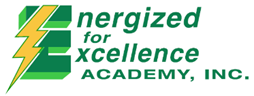 Energized
for
Excellence
ACADEMY, INC.